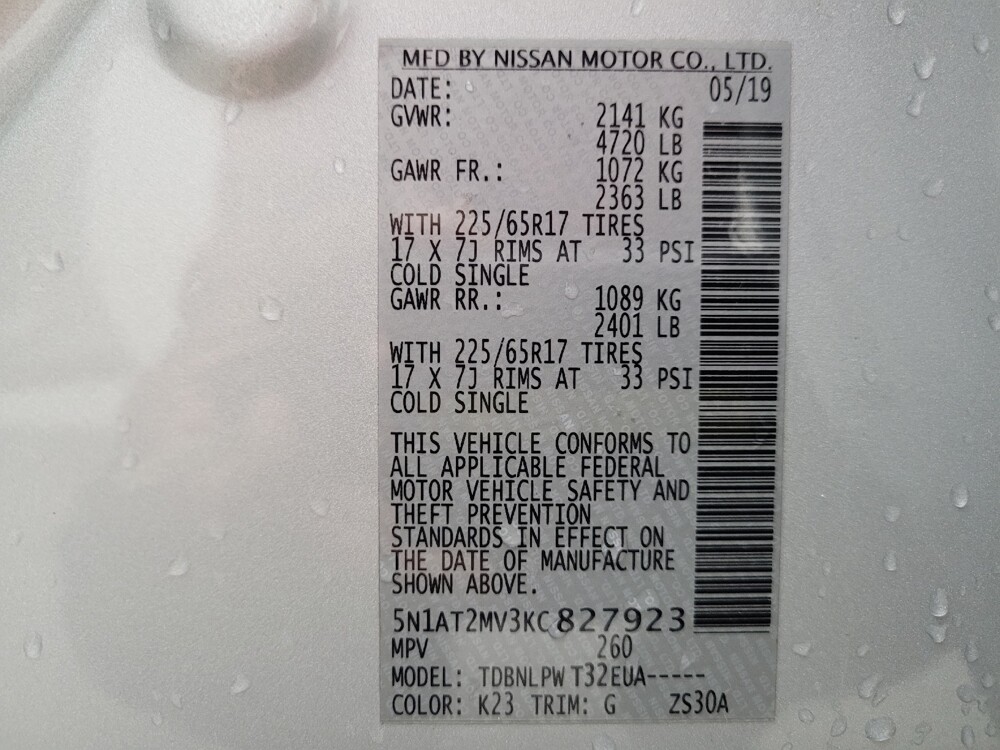 MFD BY NISSAN MOTOR CO., LTD.
DATE: 05/19
GVWR: 2141 KG
4720 LB
GAWR FR.: 1072 KG
2363 LB
WITH 225/65R17 TIRES
17 X 7J RIMS AT 33 PSI
COLD SINGLE
GAWR RR.: 1089 KG
2401 LB
WITH 225/65R17 TIRES
17 X 7J RIMS AT 33 PSI
COLD SINGLE
THIS VEHICLE CONFORMS TO
ALL APPLICABLE FEDERAL
MOTOR VEHICLE SAFETY AND
THEFT PREVENTION
STANDARDS IN EFFECT ON
THE DATE OF MANUFACTURE
SHOWN ABOVE.
5N1AT2MV3KC827923
MPV 260
MODEL: TDBNLPW T32EUA-----
COLOR: K23 TRIM: G ZS30A